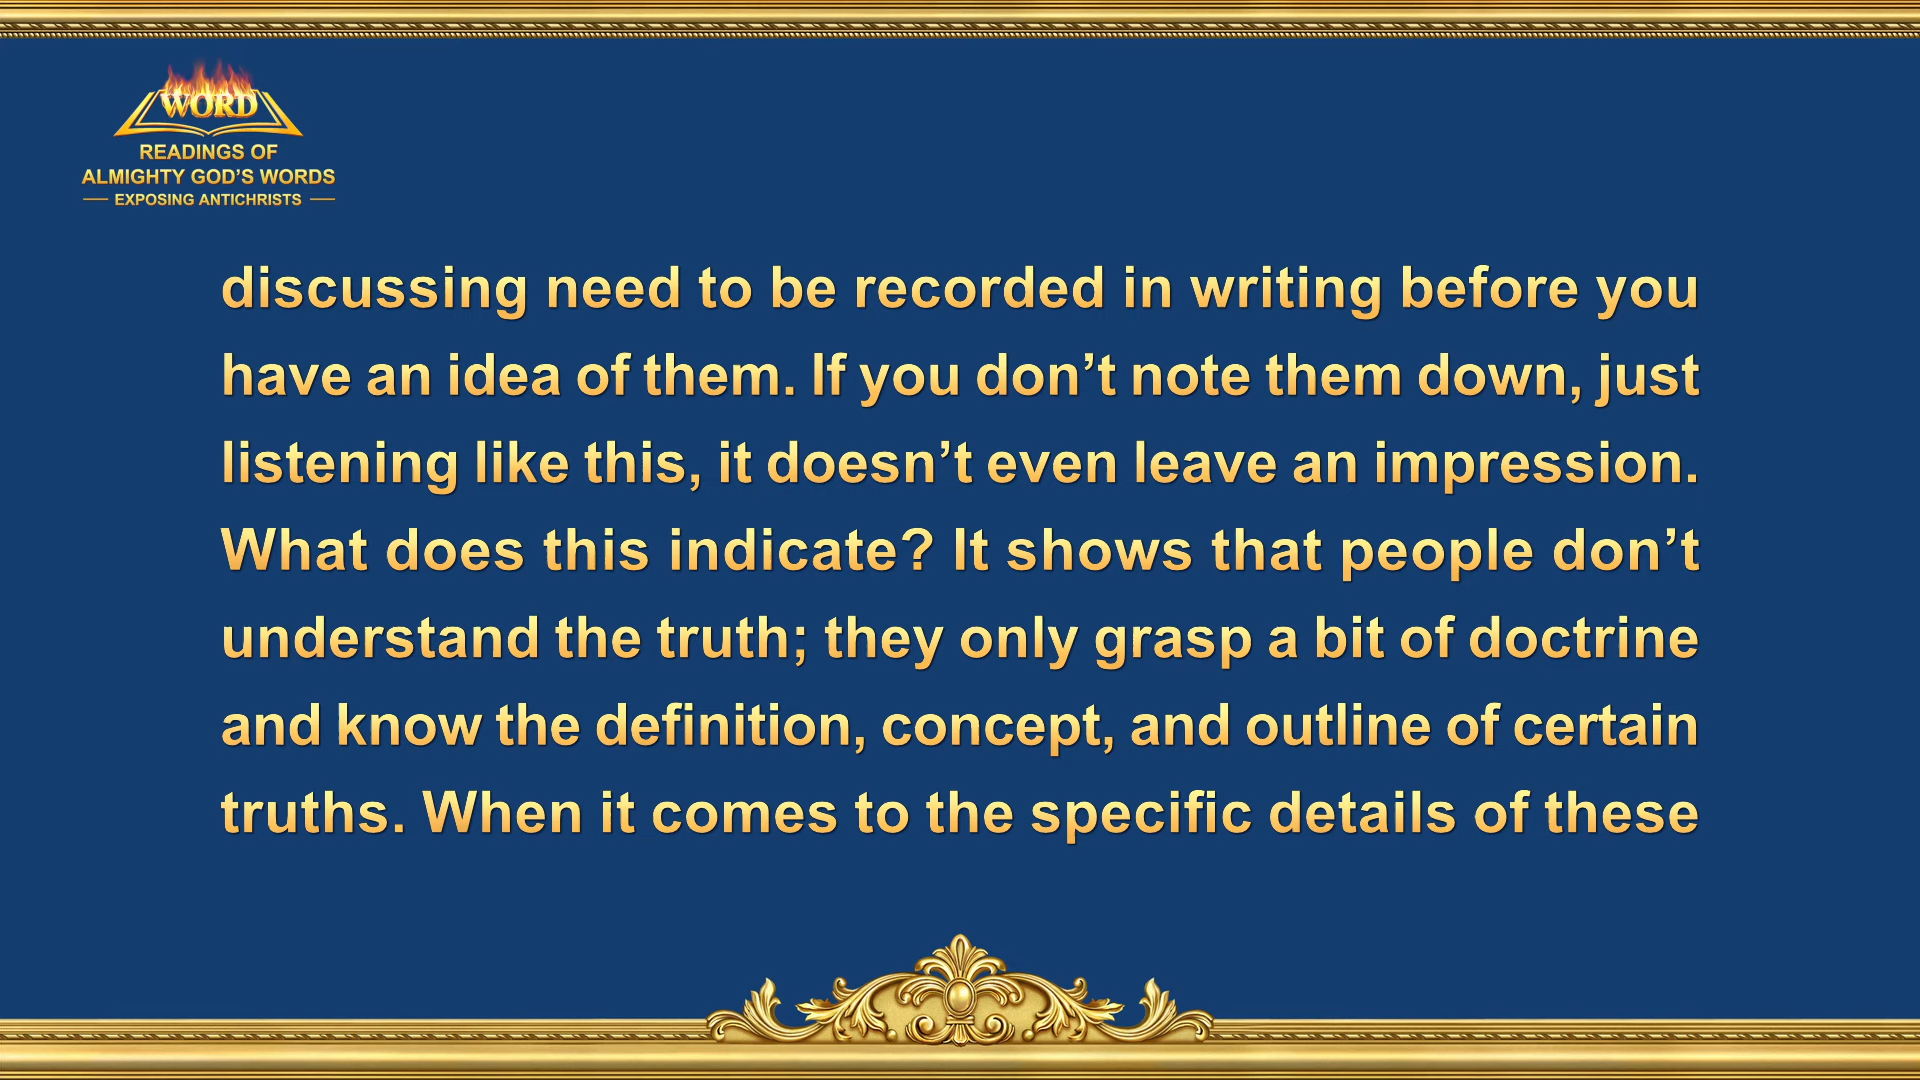 WORD
READINGS OF
ALMIGHTY GOD’S WORDS
EXPOSING ANTICHRISTS
discussing need to be recorded in writing before you
have an idea of them. If you don’t note them down, just
listening like this, it doesn’t even leave an impression.
What does this indicate? It shows that people don’t
understand the truth; they only grasp a bit of doctrine
and know the definition, concept, and outline of certain
truths. When it comes to the specific details of these